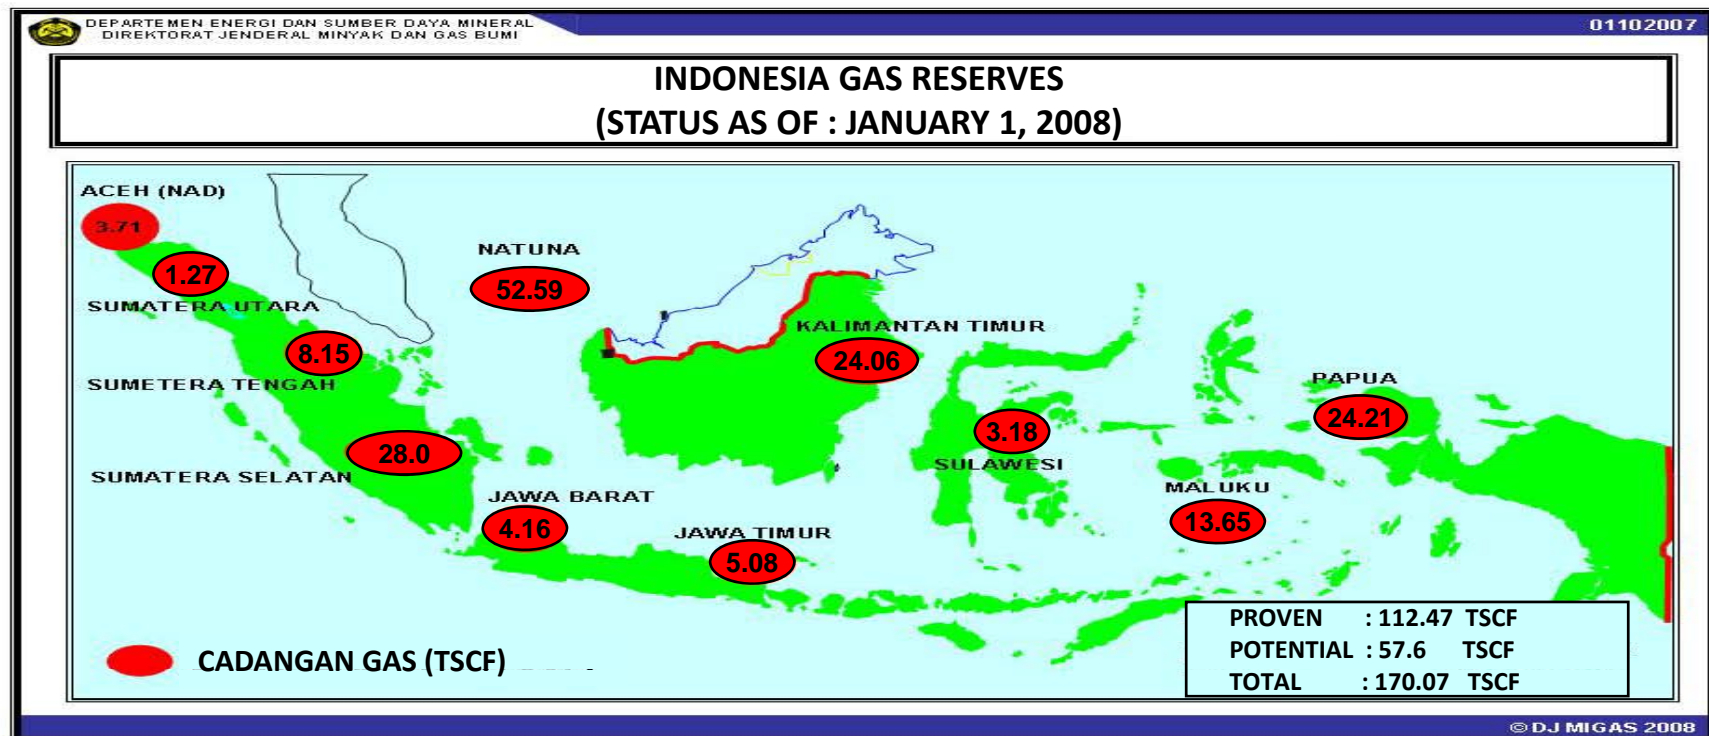 DEPARTEMEN ENERGI DAN SUMBER DAYA MINERAL
DIREKTORAT JENDERAL MINYAK DAN GAS BUMI
01102007
INDONESIA GAS RESERVES
(STATUS AS OF : JANUARY 1, 2008)
ACEH (NAD)
3.71
1.27
SUMATERA UTARA
NATUNA
52.59
8.15
SUMETERA TENGAH
KALIMANTAN TIMUR
24.06
PAPUA
24.21
3.18
SULAWESI
28.0
SUMATERA SELATAN
MALUKU
13.65
JAWA BARAT
4.16
JAWA TIMUR
5.08
PROVEN : 112.47 TSCF
POTENTIAL : 57.6 TSCF
TOTAL : 170.07 TSCF
CADANGAN GAS (TSCF)
© DJ MIGAS 2008